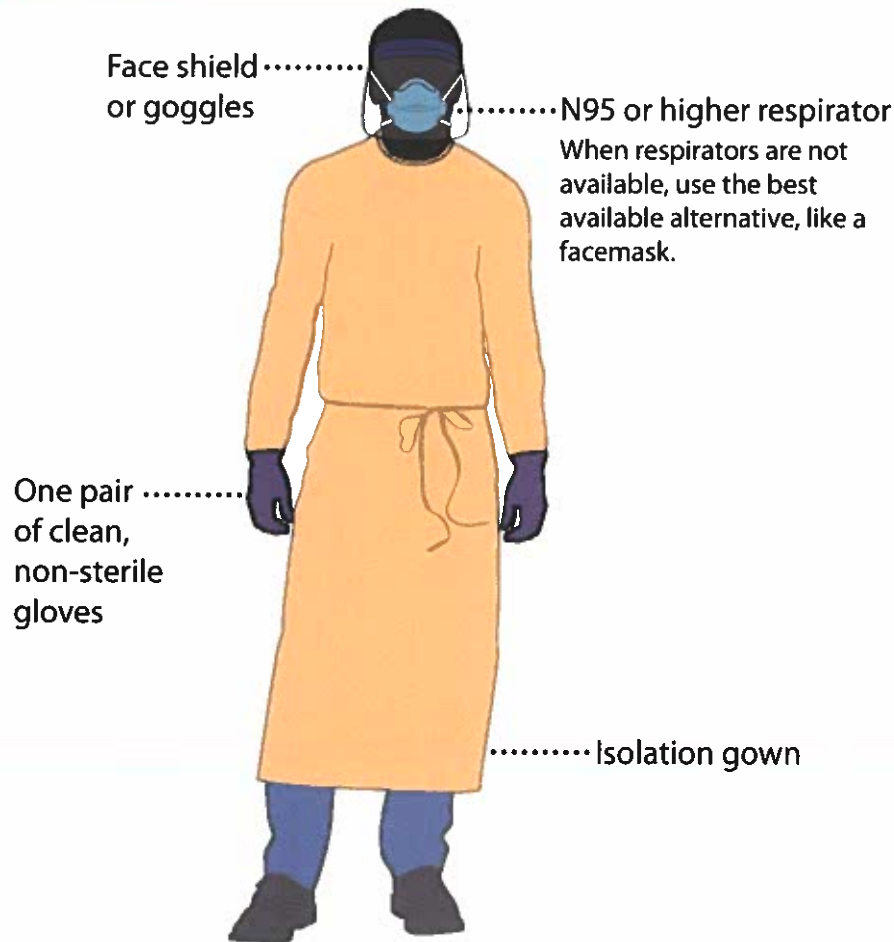 Face shield
or goggles
N95 or higher respirator
When respirators are not
available, use the best
available alternative, like a
facemask.
One pair
of clean,
non-sterile
gloves
Isolation gown